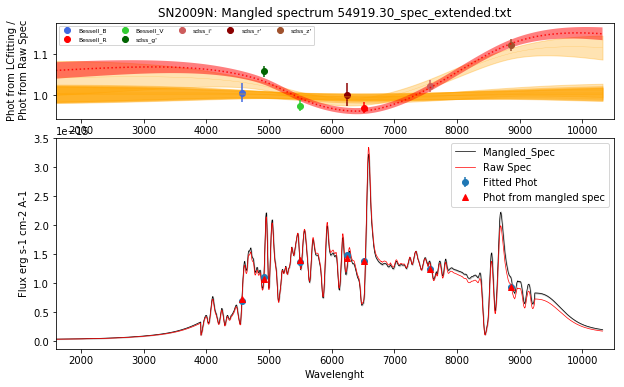 SN2009N: Mangled spectrum 54919.30_spec_extended.txt
Phot from LCfitting /
Phot from Raw Spec
1.1
1.0
Bessell_B
Bessell_R
Bessell_V
sdss_g'
sdss_i'
sdss_r'
sdss_z'
2000 3000 4000 5000 6000 7000 8000 9000 10000
Flux erg s-1 cm-2 A-1
3.5
3.0
2.5
2.0
1.5
1.0
0.5
0.0
Mangled_Spec
Raw Spec
Fitted Phot
Phot from mangled spec
2000 3000 4000 5000 6000 7000 8000 9000 10000
Wavelenght